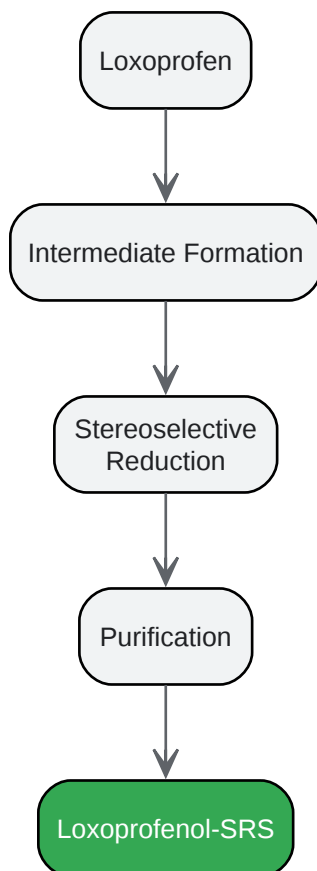 Loxoprofen
Intermediate Formation
Stereoselective
Reduction
Purification
Loxoprofenol-SRS